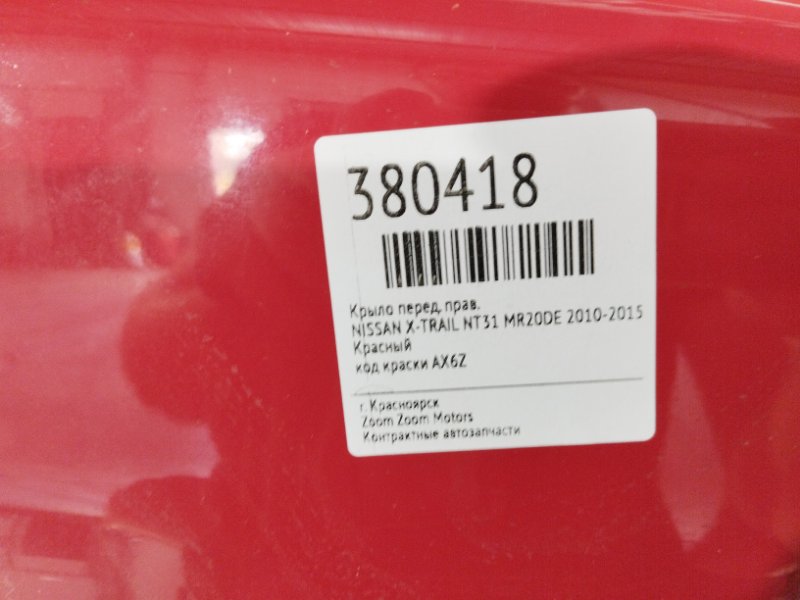 380418
Крыло перед. прав.
NISSAN X-TRAIL NT31 MR20DE 2010-2015
Красный
код краски AX6Z
г. Красноярск
Zoom Zoom Motors
Контрактные автозапчасти